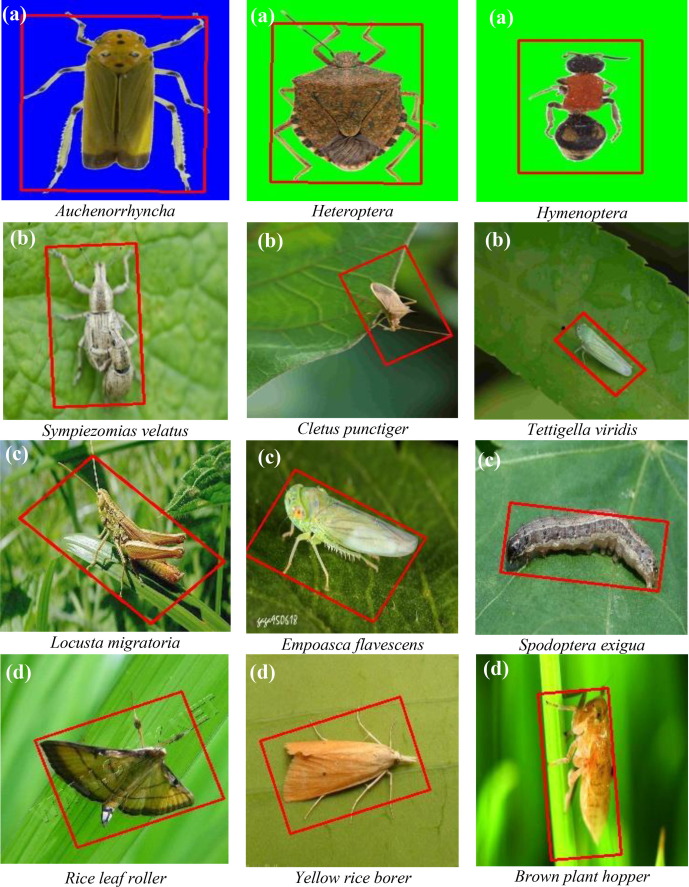 (a) (a) (a)
Auchenorrhyncha Heteroptera Hymenoptera
(b) (b) (b)
Sympiezomias velatus Cletus punctiger Tettigella viridis
(c) (c) (c)
gaga950618
Locusta migratoria Empoasca flavescens Spodoptera exigua
(d) (d) (d)
Rice leaf roller Yellow rice borer Brown plant hopper